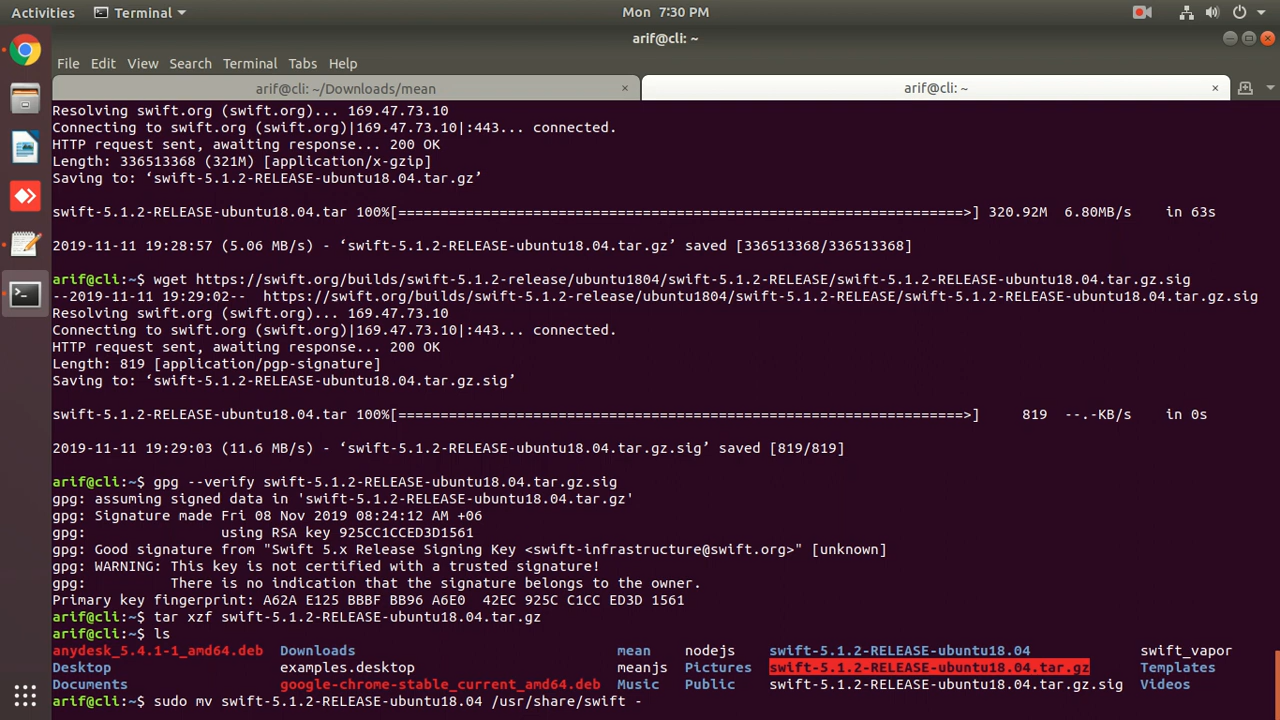 Activities Terminal Mon 7:30 PM
arif@cli: ~
File Edit View Search Terminal Tabs Help
arif@cli: ~/Downloads/mean × arif@cli: ~ ×
Resolving swift.org (swift.org)... 169.47.73.10
Connecting to swift.org (swift.org)|169.47.73.10|:443... connected.
HTTP request sent, awaiting response... 200 OK
Length: 336513368 (321M) [application/x-gzip]
Saving to: ‘swift-5.1.2-RELEASE-ubuntu18.04.tar.gz’
swift-5.1.2-RELEASE-ubuntu18.04.tar 100%[===================================================================>] 320.92M 6.80MB/s in 63s
2019-11-11 19:28:57 (5.06 MB/s) - ‘swift-5.1.2-RELEASE-ubuntu18.04.tar.gz’ saved [336513368/336513368]
arif@cli:~$ wget https://swift.org/builds/swift-5.1.2-release/ubuntu1804/swift-5.1.2-RELEASE/swift-5.1.2-RELEASE-ubuntu18.04.tar.gz.sig
--2019-11-11 19:29:02-- https://swift.org/builds/swift-5.1.2-release/ubuntu1804/swift-5.1.2-RELEASE/swift-5.1.2-RELEASE-ubuntu18.04.tar.gz.sig
Resolving swift.org (swift.org)... 169.47.73.10
Connecting to swift.org (swift.org)|169.47.73.10|:443... connected.
HTTP request sent, awaiting response... 200 OK
Length: 819 [application/pgp-signature]
Saving to: ‘swift-5.1.2-RELEASE-ubuntu18.04.tar.gz.sig’
swift-5.1.2-RELEASE-ubuntu18.04.tar 100%[===================================================================>] 819 --.-KB/s in 0s
2019-11-11 19:29:03 (11.6 MB/s) - ‘swift-5.1.2-RELEASE-ubuntu18.04.tar.gz.sig’ saved [819/819]
arif@cli:~$ gpg --verify swift-5.1.2-RELEASE-ubuntu18.04.tar.gz.sig
gpg: assuming signed data in 'swift-5.1.2-RELEASE-ubuntu18.04.tar.gz'
gpg: Signature made Fri 08 Nov 2019 08:24:12 AM +06
gpg: using RSA key 925CC1CCED3D1561
gpg: Good signature from "Swift 5.x Release Signing Key <swift-infrastructure@swift.org>" [unknown]
gpg: WARNING: This key is not certified with a trusted signature!
gpg: There is no indication that the signature belongs to the owner.
Primary key fingerprint: A62A E125 BBBF BB96 A6E0 42EC 925C C1CC ED3D 1561
arif@cli:~$ tar xzf swift-5.1.2-RELEASE-ubuntu18.04.tar.gz
arif@cli:~$ ls
anydesk_5.4.1-1_amd64.deb Downloads mean nodejs swift-5.1.2-RELEASE-ubuntu18.04 swift_vapor
Desktop examples.desktop meanjs Pictures swift-5.1.2-RELEASE-ubuntu18.04.tar.gz Templates
Documents google-chrome-stable_current_amd64.deb Music Public swift-5.1.2-RELEASE-ubuntu18.04.tar.gz.sig Videos
arif@cli:~$ sudo mv swift-5.1.2-RELEASE-ubuntu18.04 /usr/share/swift -